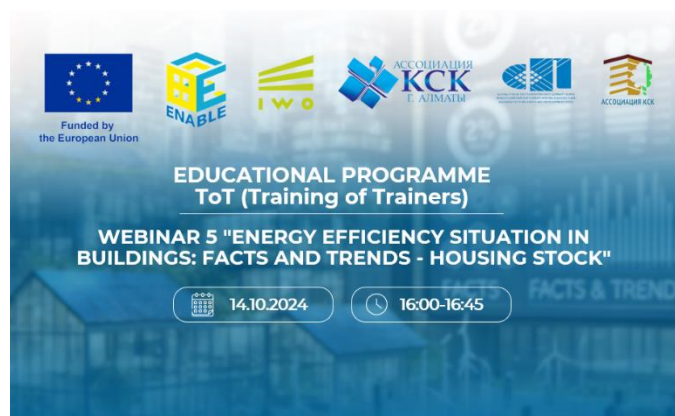 Funded by
the European Union
ENABLE
IWO
АССОЦИАЦИЯ
КСК
Г. АЛМАТЫ
АССОЦИАЦИЯ КСК
EDUCATIONAL PROGRAMME
ToT (Training of Trainers)
WEBINAR 5 "ENERGY EFFICIENCY SITUATION IN
BUILDINGS: FACTS AND TRENDS - HOUSING STOCK"
14.10.2024
16:00-16:45
FACTS & TREND